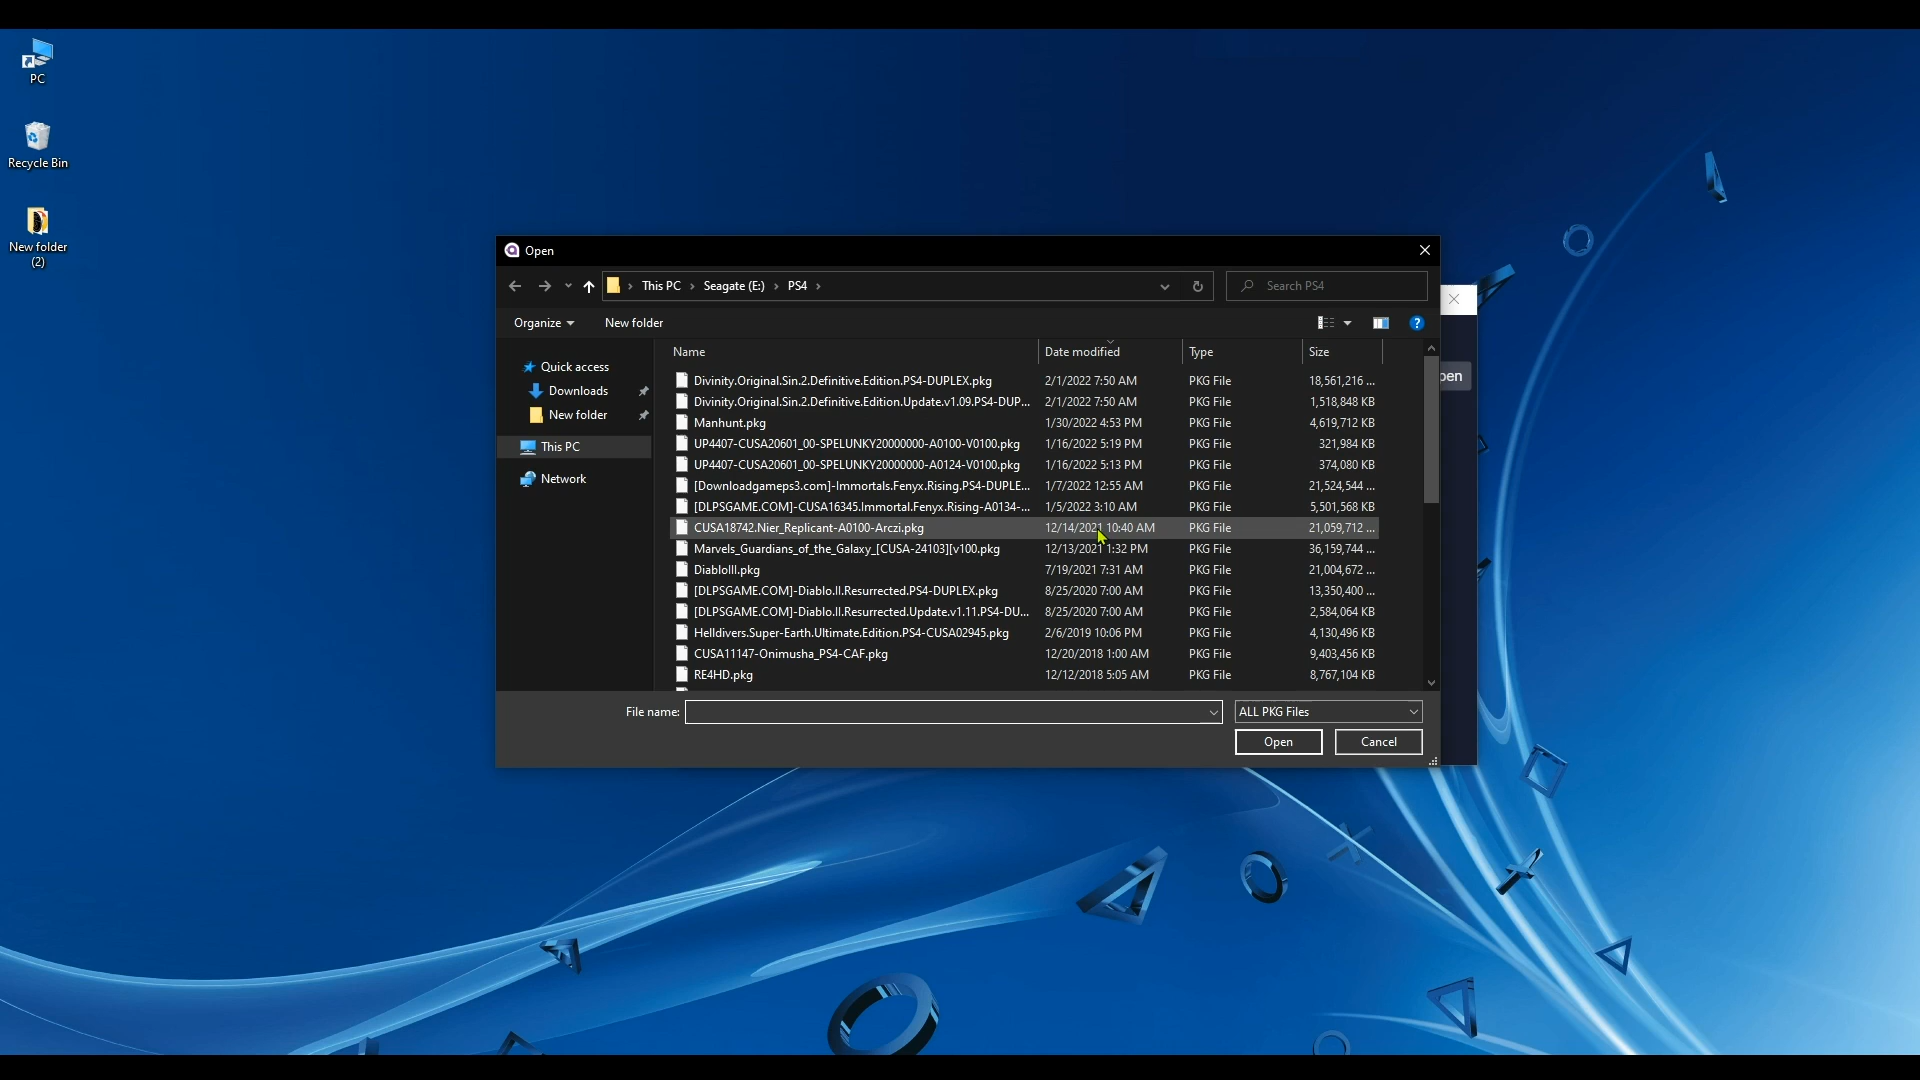 PC
Recycle Bin
New folder
(2)
Open
This PC
Seagate (E:)
PS4
Search PS4
Organize
New folder
Quick access
Downloads
New folder
This PC
Network
Name Date modified Type Size
Divinity.Original.Sin.2.Definitive.Edition.PS4-DUPLEX.pkg 2/1/2022 7:50 AM PKG File 18,561,216 ...
Divinity.Original.Sin.2.Definitive.Edition.Update.v1.09.PS4-DUP... 2/1/2022 7:50 AM PKG File 1,518,848 KB
Manhunt.pkg 1/30/2022 4:53 PM PKG File 4,619,712 KB
UP4407-CUSA20601_00-SPELUNKY20000000-A0100-V0100.pkg 1/16/2022 5:19 PM PKG File 321,984 KB
UP4407-CUSA20601_00-SPELUNKY20000000-A0124-V0100.pkg 1/16/2022 5:13 PM PKG File 374,080 KB
[Downloadgameps3.com]-Immortals.Fenyx.Rising.PS4-DUPLE... 1/7/2022 12:55 AM PKG File 21,524,544 ...
[DLPSGAME.COM]-CUSA16345.Immortal.Fenyx.Rising-A0134-... 1/5/2022 3:10 AM PKG File 5,501,568 KB
CUSA18742.Nier_Replicant-A0100-Arczi.pkg 12/14/2021 10:40 AM PKG File 21,059,712 ...
Marvels_Guardians_of_the_Galaxy_[CUSA-24103][v100.pkg 12/13/2021 1:32 PM PKG File 36,159,744 ...
DiabloIII.pkg 7/19/2021 7:31 AM PKG File 21,004,672 ...
[DLPSGAME.COM]-Diablo.II.Resurrected.PS4-DUPLEX.pkg 8/25/2020 7:00 AM PKG File 13,350,400 ...
[DLPSGAME.COM]-Diablo.II.Resurrected.Update.v1.11.PS4-DU... 8/25/2020 7:00 AM PKG File 2,584,064 KB
Helldivers.Super-Earth.Ultimate.Edition.PS4-CUSA02945.pkg 2/6/2019 10:06 PM PKG File 4,130,496 KB
CUSA11147-Onimusha_PS4-CAF.pkg 12/20/2018 1:00 AM PKG File 9,403,456 KB
RE4HD.pkg 12/12/2018 5:05 AM PKG File 8,767,104 KB
File name:
ALL PKG Files
Open
Cancel
pen